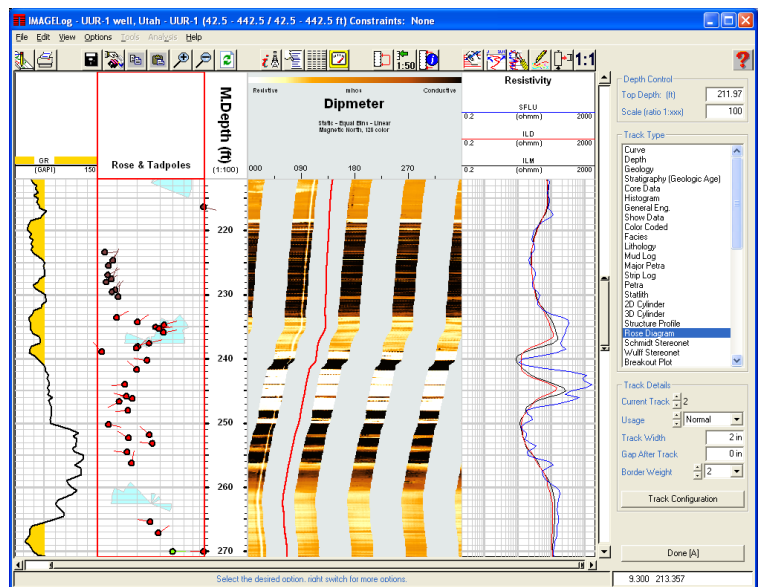 IMAGELog - UUR-1 well, Utah - UUR-1 (42.5 - 442.5 / 42.5 - 442.5 ft) Constraints: None
File Edit View Options Tools Analysis Help
1:50
1:1
Resistivity
Resistive mhos Conductive
Dipmeter
Static - Equal Bins - Linear
Magnetic North, 128 color
SFLU
0.2 (ohmm) 2000
ILD
0.2 (ohmm) 2000
ILM
0.2 (ohmm) 2000
GR
(GAPI) 150
Rose & Tadpoles
M.Depth (ft)
(1:100)
000 090 180 270
220
230
240
250
260
270
Depth Control
Top Depth: (ft) 211.97
Scale (ratio 1:xxx) 100
Track Type
Curve
Depth
Geology
Stratigraphy (Geologic Age)
Core Data
Histogram
General Eng.
Show Data
Color Coded
Facies
Lithology
Mud Log
Major Petra
Strip Log
Petra
Statlith
2D Cylinder
3D Cylinder
Structure Profile
Rose Diagram
Schmidt Stereonet
Wulff Stereonet
Breakout Plot
Track Details
Current Track 2
Usage Normal
Track Width 2 in
Gap After Track 0 in
Border Weight 2
Track Configuration
Done (A)
Select the desired option, right switch for more options.
9.300 213.357